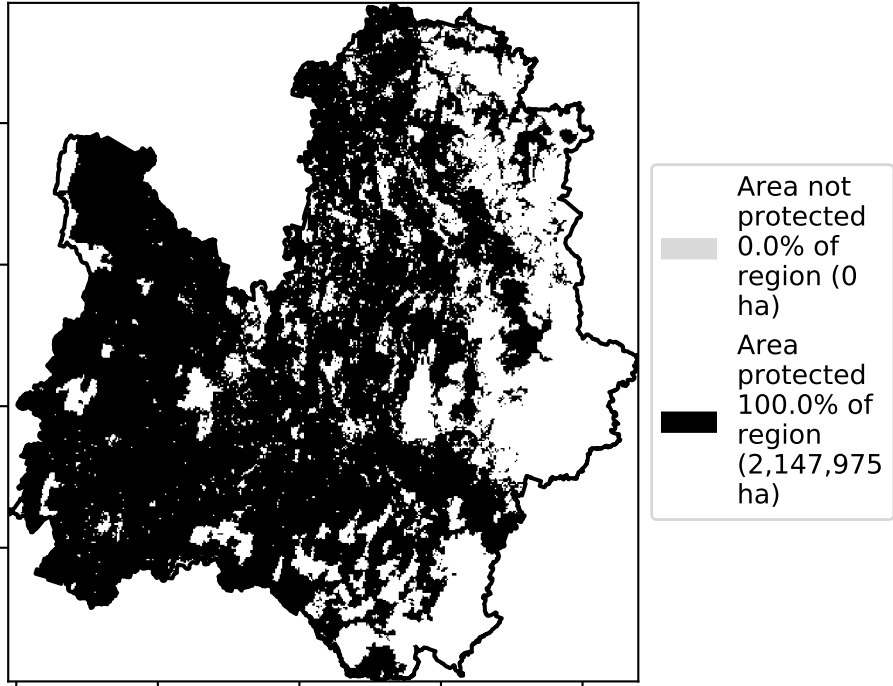 Area not
protected
0.0% of
region (0
ha)
Area
protected
100.0% of
region
(2,147,975
ha)